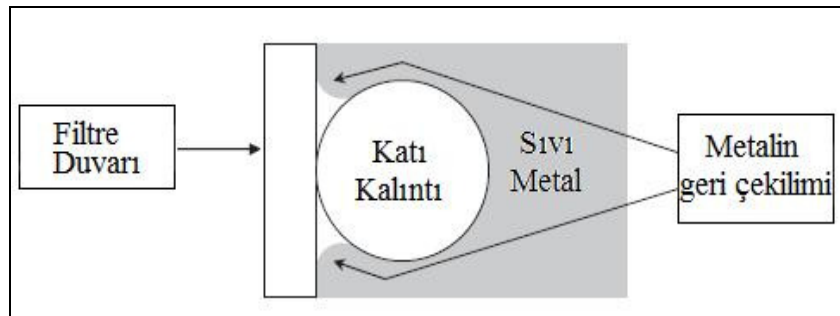 Filtre
Duvarı
Katı
Kalıntı
Sıvı
Metal
Metalin
geri çekilimi